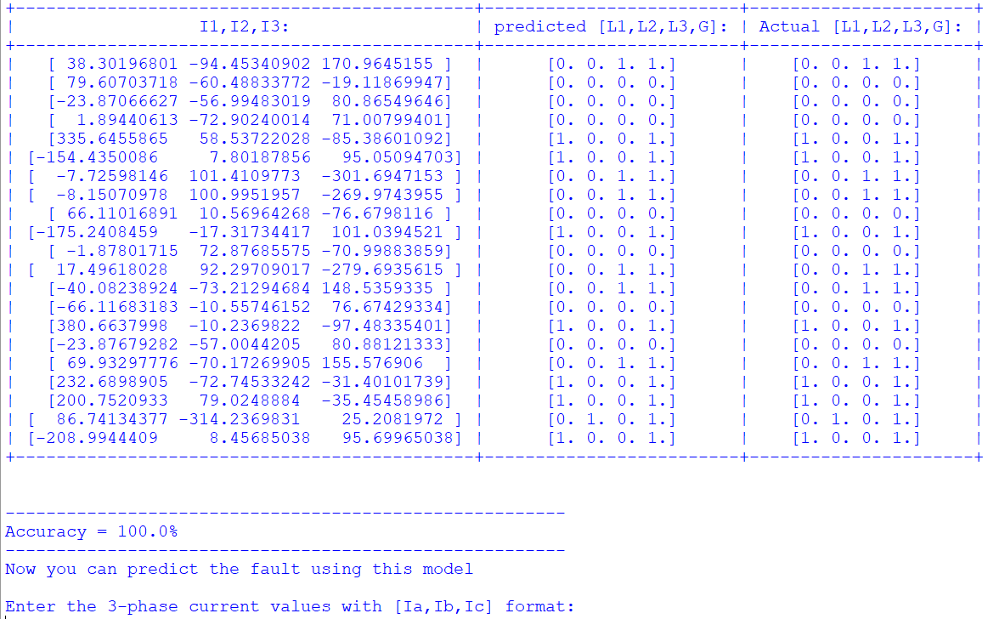 +---------------------------------------------+-------------------------+----------------------+
|                  I1,I2,I3:                  | predicted [L1,L2,L3,G]: | Actual [L1,L2,L3,G]: |
+---------------------------------------------+-------------------------+----------------------+
|   [ 38.30196801 -94.45340902 170.9645155 ]  |      [0. 0. 1. 1.]      |    [0. 0. 1. 1.]     |
|   [ 79.60703718 -60.48833772 -19.11869947]  |      [0. 0. 0. 0.]      |    [0. 0. 0. 0.]     |
|   [-23.87066627 -56.99483019  80.86549646]  |      [0. 0. 0. 0.]      |    [0. 0. 0. 0.]     |
|   [  1.89440613 -72.90240014  71.00799401]  |      [0. 0. 0. 0.]      |    [0. 0. 0. 0.]     |
|   [335.6455865   58.53722028 -85.38601092]  |      [1. 0. 0. 1.]      |    [1. 0. 0. 1.]     |
| [-154.4350086     7.80187856   95.05094703] |      [1. 0. 0. 1.]      |    [1. 0. 0. 1.]     |
| [  -7.72598146  101.4109773  -301.6947153 ] |      [0. 0. 1. 1.]      |    [0. 0. 1. 1.]     |
| [  -8.15070978  100.9951957  -269.9743955 ] |      [0. 0. 1. 1.]      |    [0. 0. 1. 1.]     |
|   [ 66.11016891  10.56964268 -76.6798116 ]  |      [0. 0. 0. 0.]      |    [0. 0. 0. 0.]     |
| [-175.2408459   -17.31734417  101.0394521 ] |      [1. 0. 0. 1.]      |    [1. 0. 0. 1.]     |
|   [ -1.87801715  72.87685575 -70.99883859]  |      [0. 0. 0. 0.]      |    [0. 0. 0. 0.]     |
| [  17.49618028   92.29709017 -279.6935615 ] |      [0. 0. 1. 1.]      |    [0. 0. 1. 1.]     |
|   [-40.08238924 -73.21294684 148.5359335 ]  |      [0. 0. 1. 1.]      |    [0. 0. 1. 1.]     |
|   [-66.11683183 -10.55746152  76.67429334]  |      [0. 0. 0. 0.]      |    [0. 0. 0. 0.]     |
|   [380.6637998  -10.2369822  -97.48335401]  |      [1. 0. 0. 1.]      |    [1. 0. 0. 1.]     |
|   [-23.87679282 -57.0044205   80.88121333]  |      [0. 0. 0. 0.]      |    [0. 0. 0. 0.]     |
|   [ 69.93297776 -70.17269905 155.576906  ]  |      [0. 0. 1. 1.]      |    [0. 0. 1. 1.]     |
|   [232.6898905  -72.74533242 -31.40101739]  |      [1. 0. 0. 1.]      |    [1. 0. 0. 1.]     |
|   [200.7520933   79.0248884  -35.45458986]  |      [1. 0. 0. 1.]      |    [1. 0. 0. 1.]     |
| [  86.74134377 -314.2369831    25.2081972 ] |      [0. 1. 0. 1.]      |    [0. 1. 0. 1.]     |
| [-208.9944409     8.45685038   95.69965038] |      [1. 0. 0. 1.]      |    [1. 0. 0. 1.]     |
+---------------------------------------------+-------------------------+----------------------+
-------------------------------------------------------
Accuracy = 100.0%
-------------------------------------------------------
Now you can predict the fault using this model
Enter the 3-phase current values with [Ia,Ib,Ic] format: